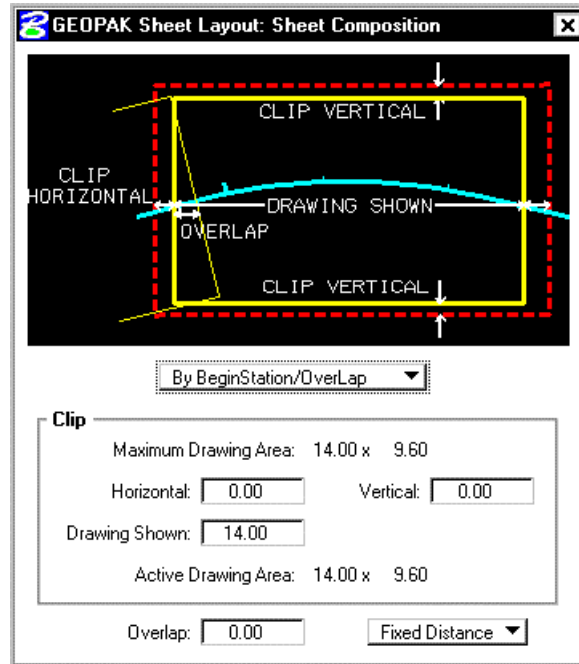 GEOPAK Sheet Layout: Sheet Composition
CLIP VERTICAL
CLIP
HORIZONTAL
DRAWING SHOWN
OVERLAP
CLIP VERTICAL
By BeginStation/OverLap
Clip
Maximum Drawing Area: 14.00 x 9.60
Horizontal: 0.00 Vertical: 0.00
Drawing Shown: 14.00
Active Drawing Area: 14.00 x 9.60
Overlap: 0.00 Fixed Distance